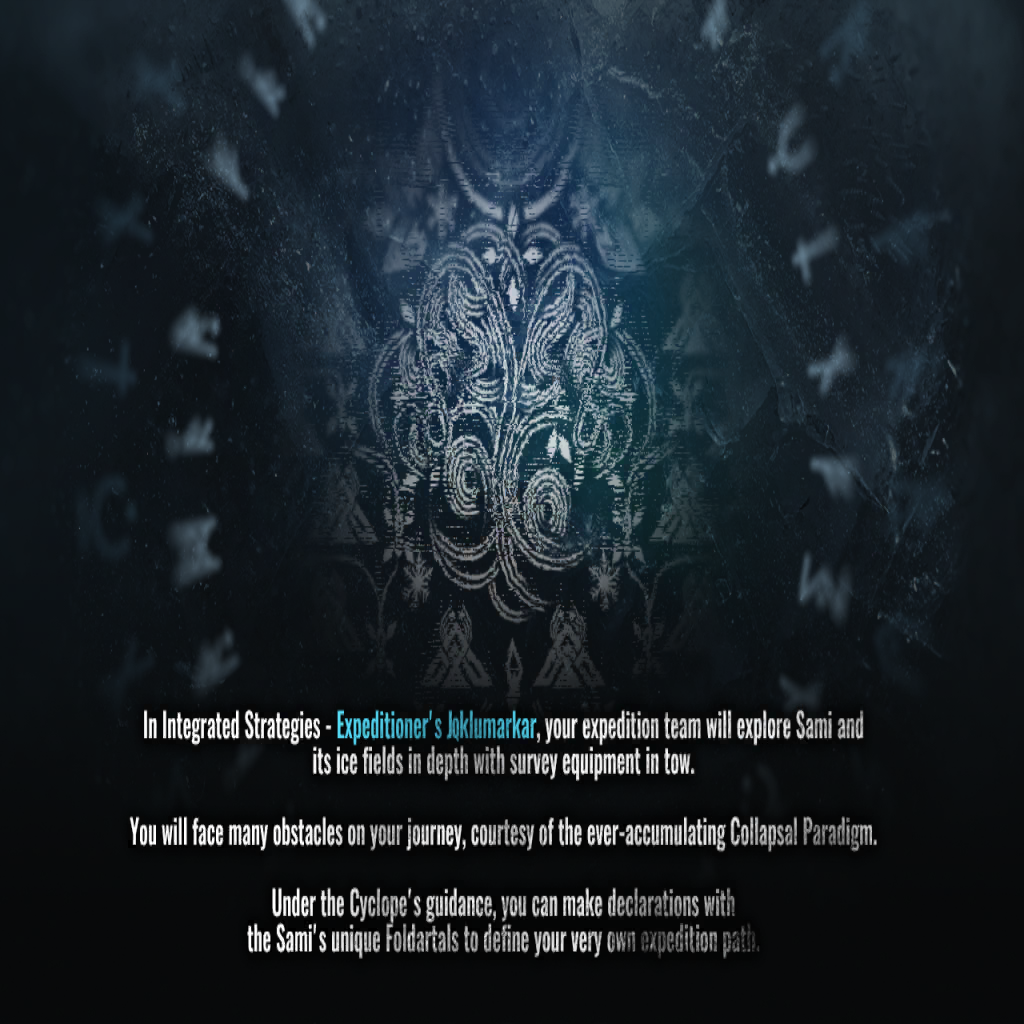 In Integrated Strategies - Expeditioner's Joklumarkar, your expedition team will explore Sami and
its ice fields in depth with survey equipment in tow.
You will face many obstacles on your journey, courtesy of the ever-accumulating Collapsal Paradigm.
Under the Cyclope's guidance, you can make declarations with
the Sami's unique Foldartals to define your very own expedition path.